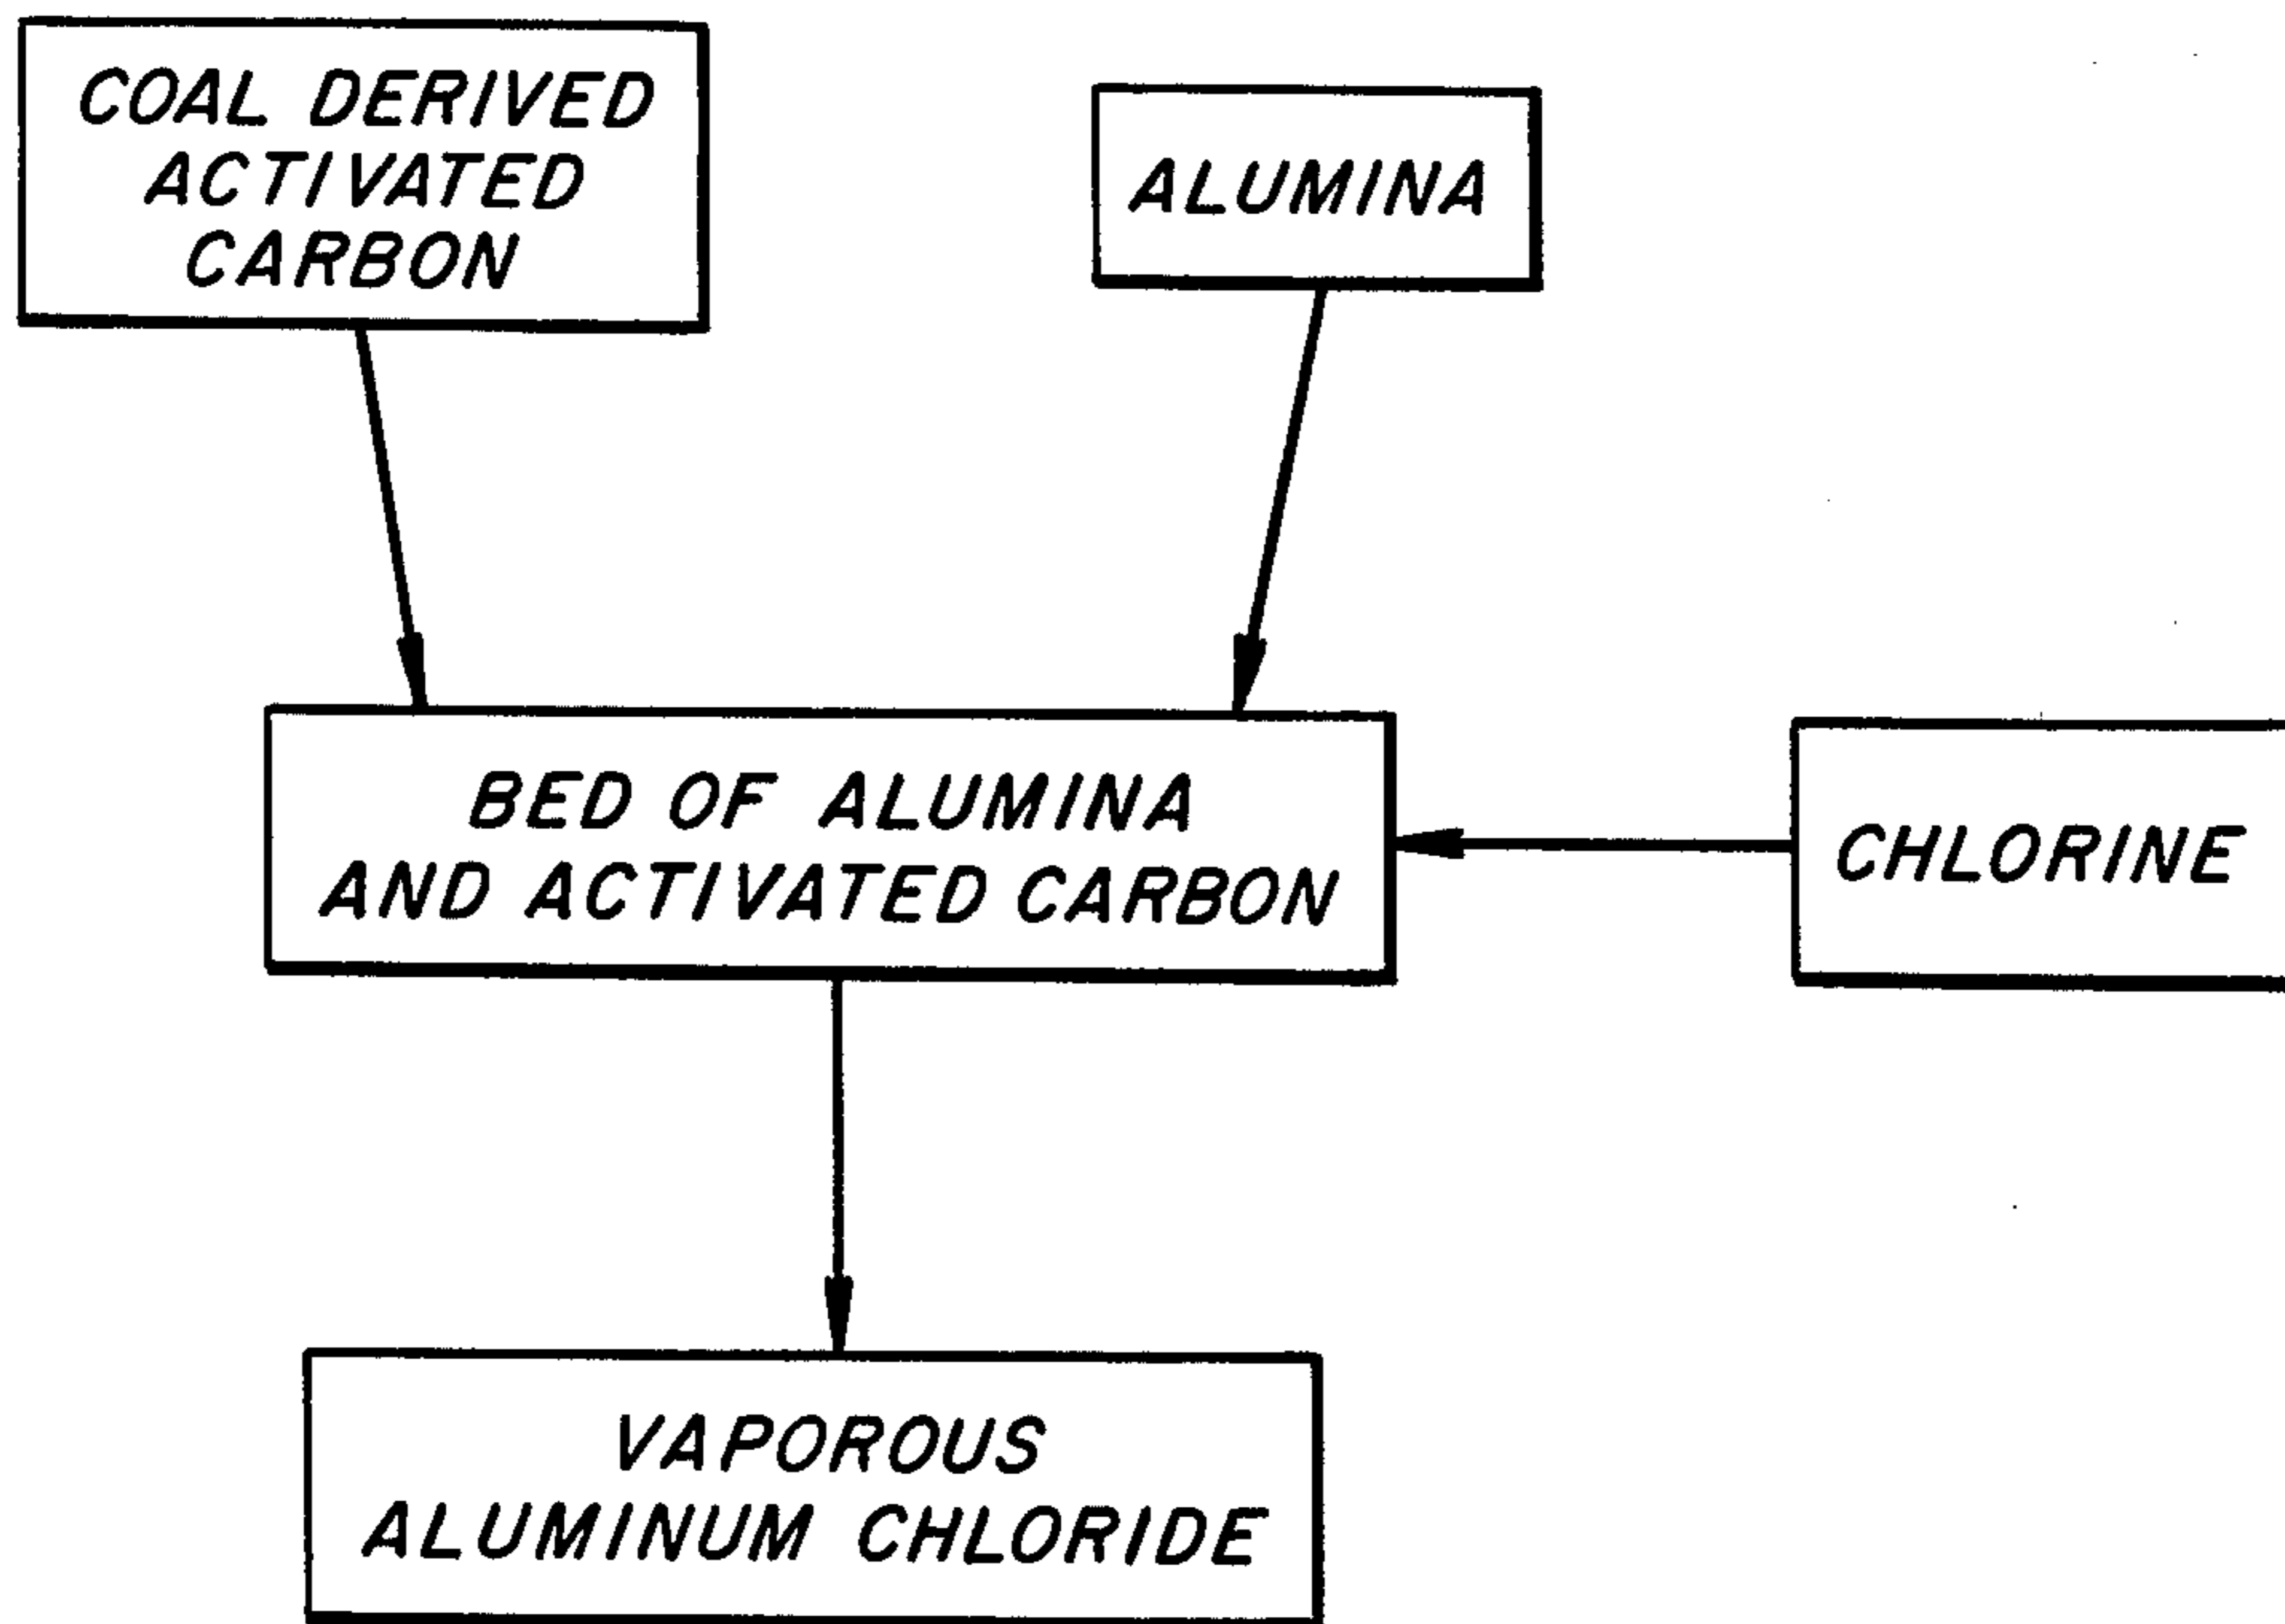 COAL DERIVED
ACTIVATED
CARBON
ALUMINA
BED OF ALUMINA
AND ACTIVATED CARBON
CHLORINE
VAPOROUS
ALUMINUM CHLORIDE